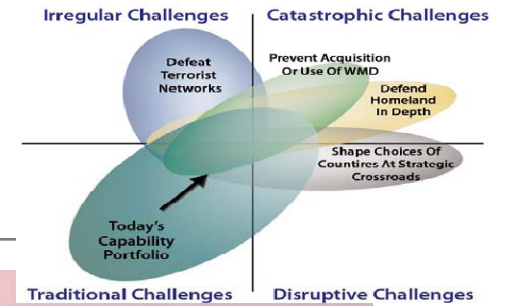 Irregular Challenges
Catastrophic Challenges
Defeat
Terrorist
Networks
Prevent Acquisition
Or Use Of WMD
Defend
Homeland
In Depth
Shape Choices Of
Countires At Strategic
Crossroads
Today's
Capability
Portfolio
Traditional Challenges
Disruptive Challenges